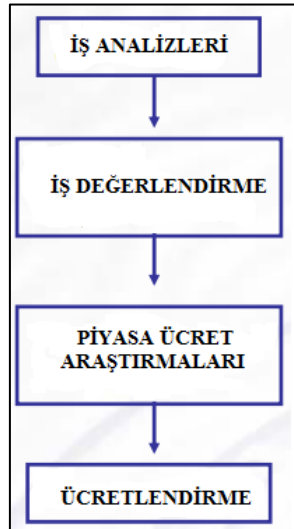 İŞ ANALİZLERİ
İŞ DEĞERLENDİRME
PİYASA ÜCRET
ARAŞTIRMALARI
ÜCRETLENDİRME